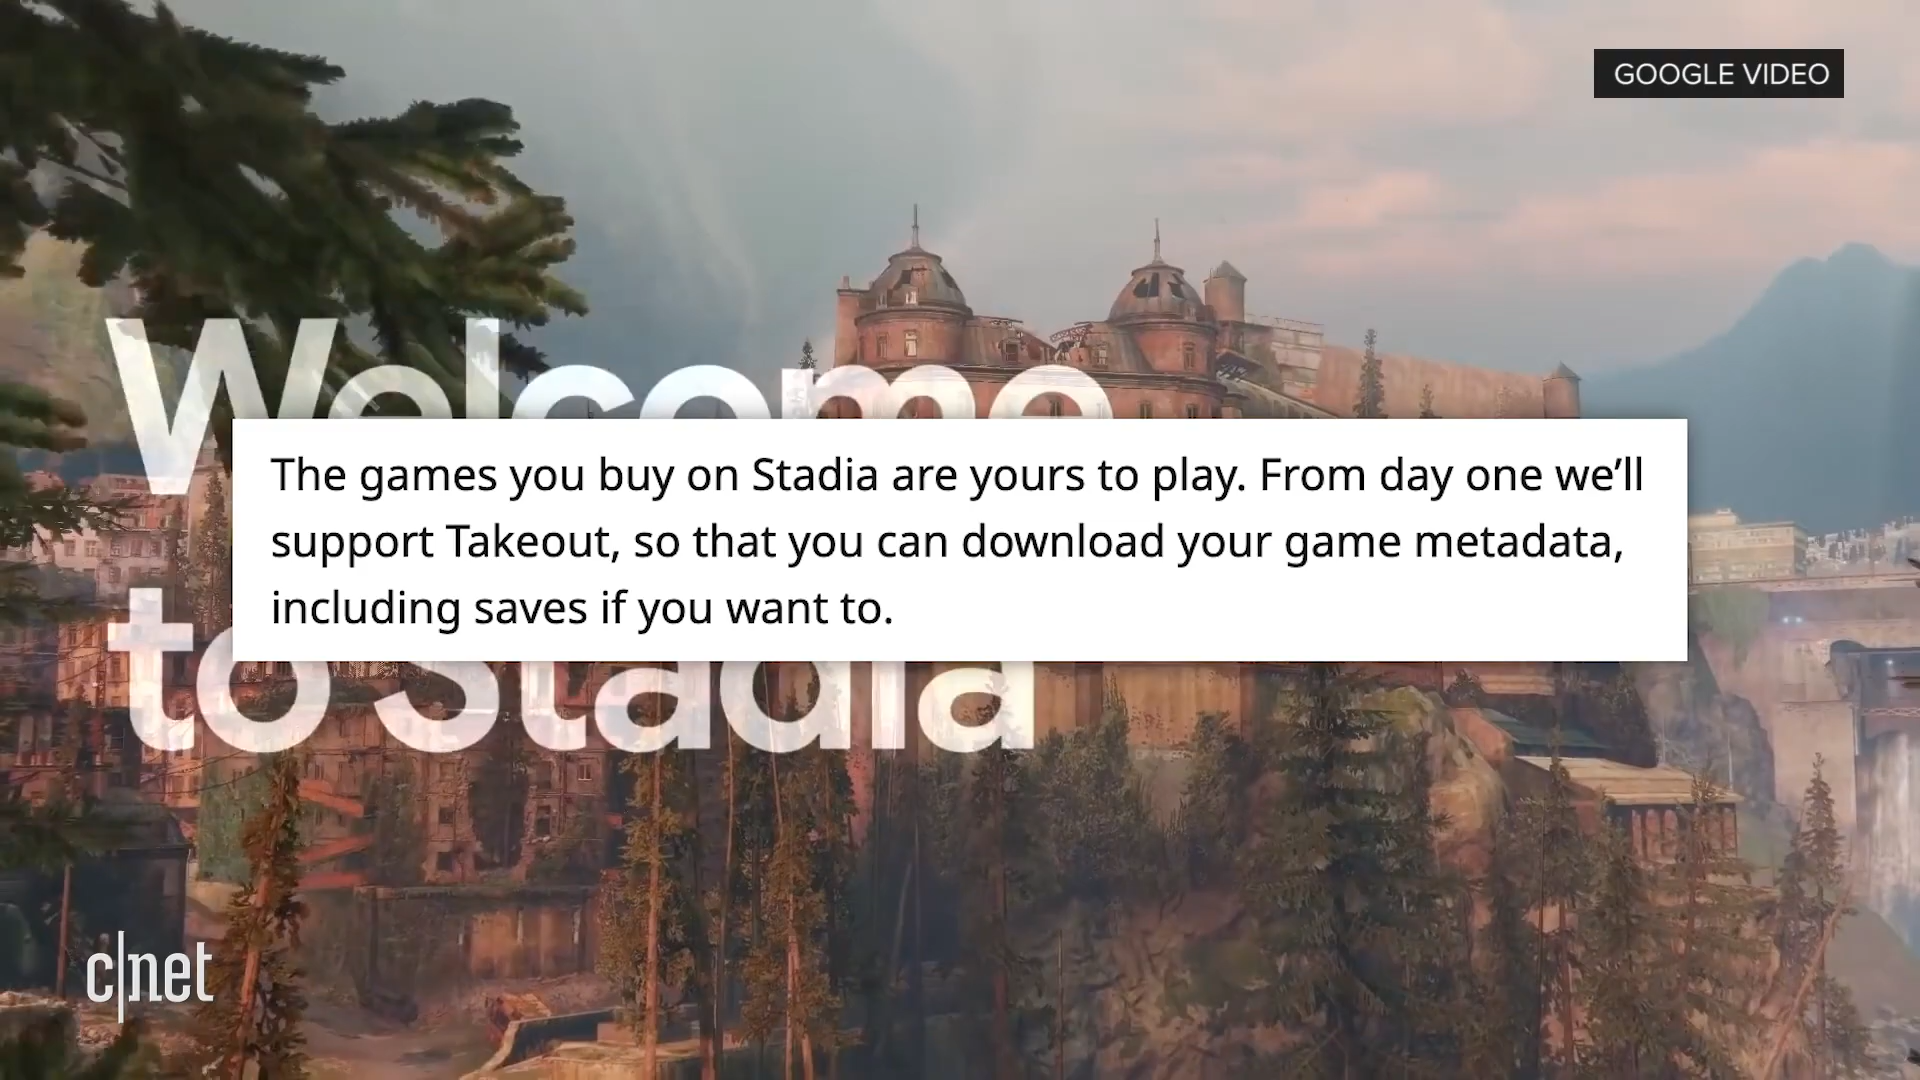 GOOGLE VIDEO
Welcome
The games you buy on Stadia are yours to play. From day one we’ll
support Takeout, so that you can download your game metadata,
including saves if you want to.
to Stadia
c|net